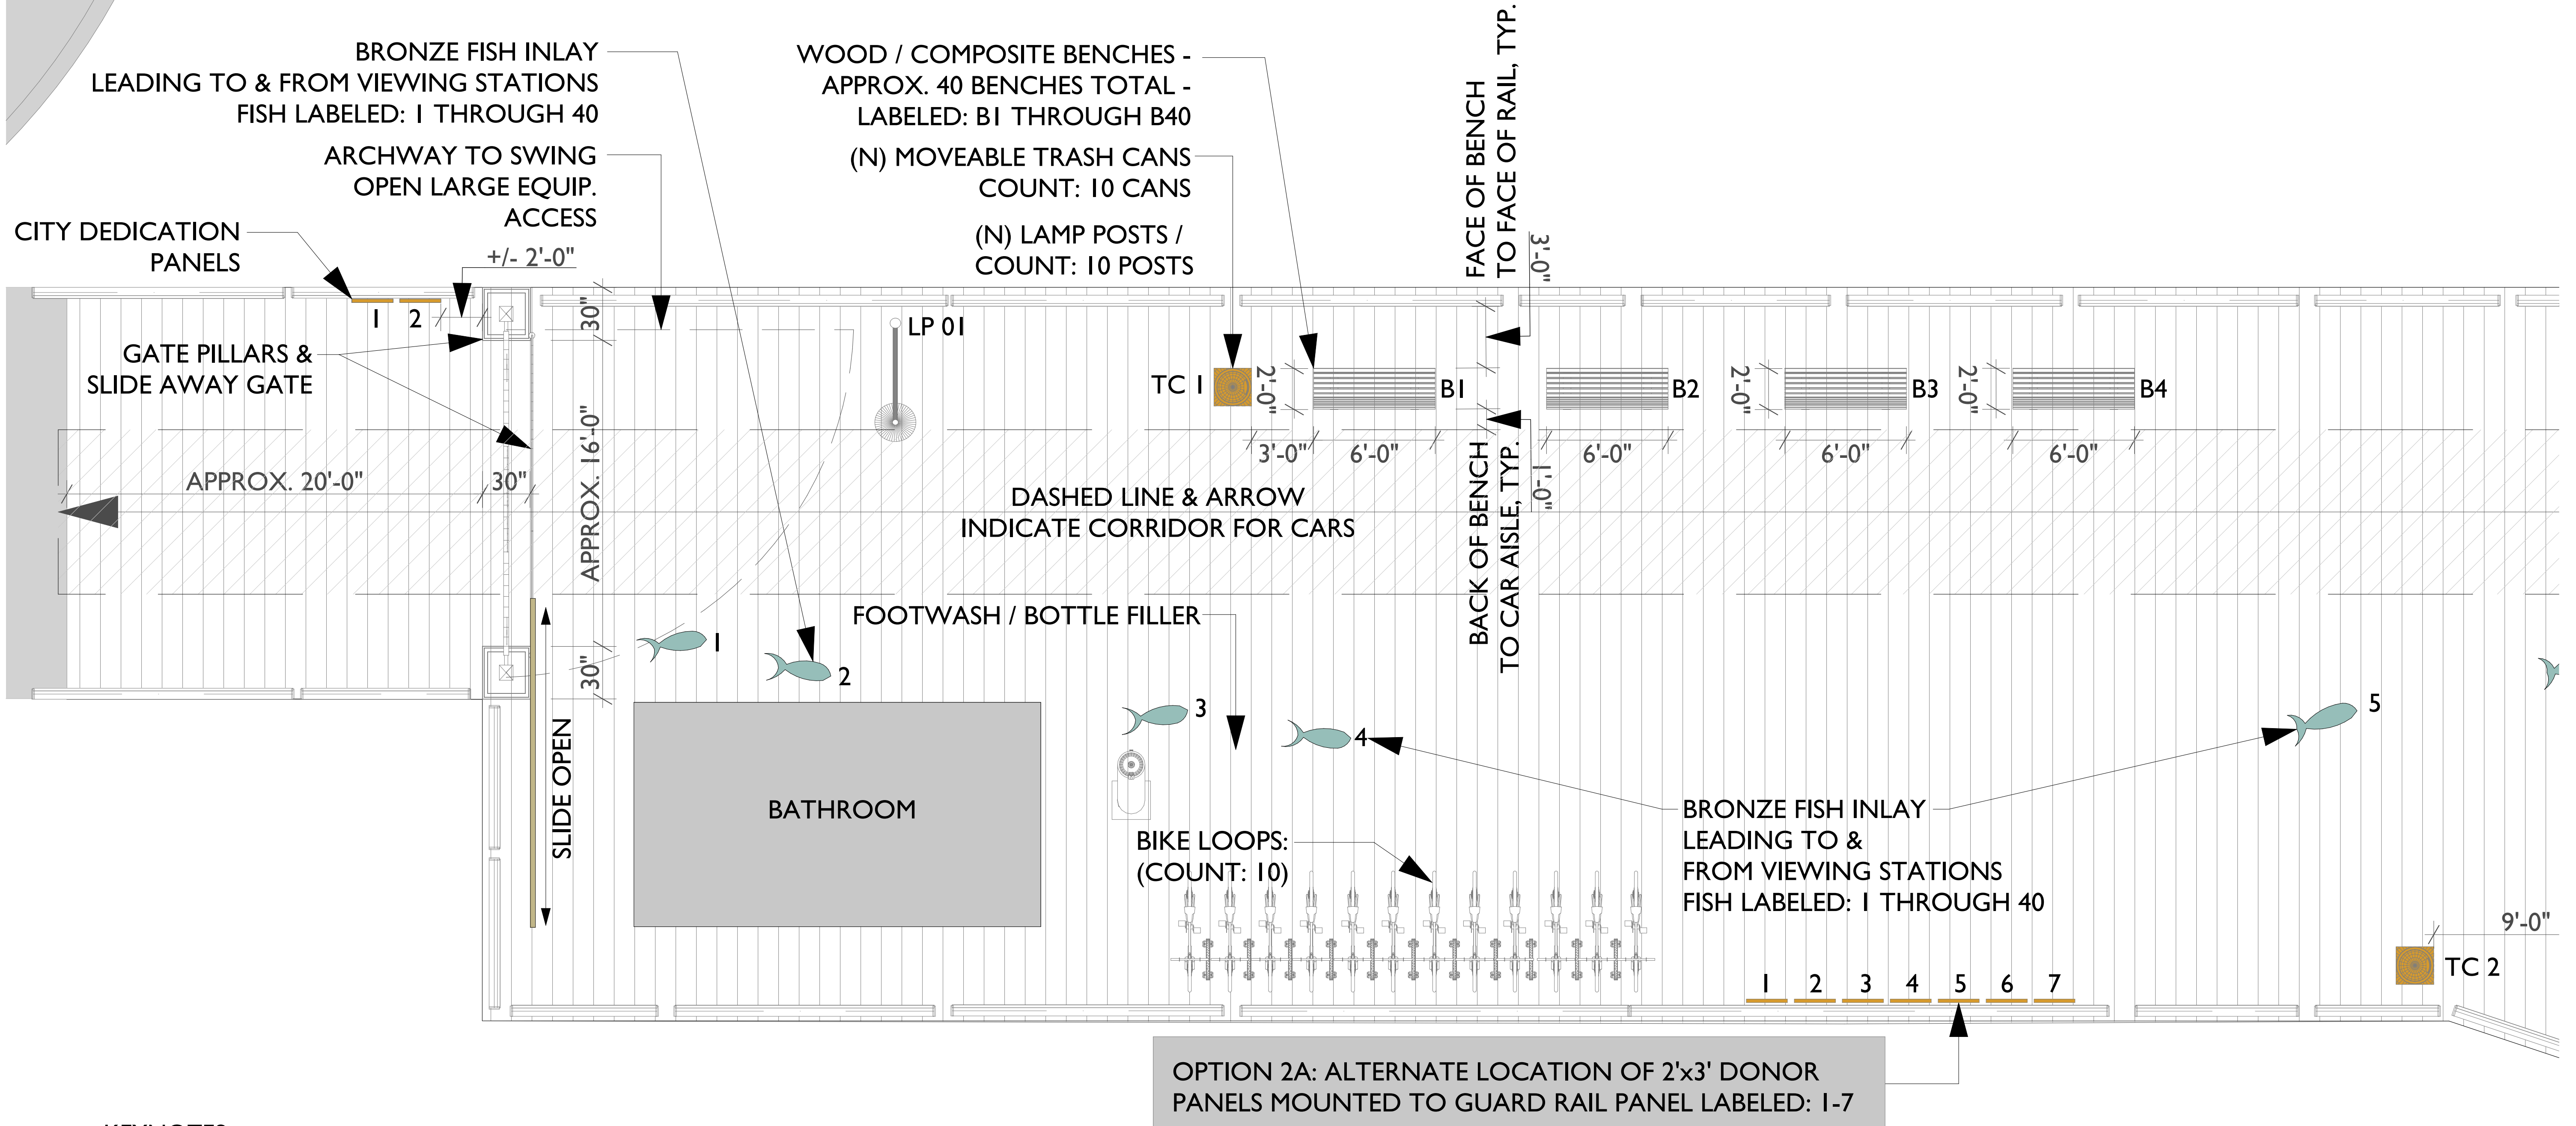 BRONZE FISH INLAY
LEADING TO & FROM VIEWING STATIONS
FISH LABELED: 1 THROUGH 40
ARCHWAY TO SWING
OPEN LARGE EQUIP.
ACCESS
CITY DEDICATION
PANELS
+/- 2'-0"
WOOD / COMPOSITE BENCHES -
APPROX. 40 BENCHES TOTAL -
LABELED: B1 THROUGH B40
(N) MOVEABLE TRASH CANS
COUNT: 10 CANS
(N) LAMP POSTS /
COUNT: 10 POSTS
FACE OF BENCH
TO FACE OF RAIL, TYP.
3'-0"
1
2
30"
LP 01
GATE PILLARS &
SLIDE AWAY GATE
TC 1
2'-0"
B1
B2
2'-0"
B3
2'-0"
B4
3'-0"
6'-0"
6'-0"
6'-0"
6'-0"
APPROX. 20'-0"
30"
APPROX. 16'-0"
DASHED LINE & ARROW
INDICATE CORRIDOR FOR CARS
BACK OF BENCH
TO CAR AISLE, TYP.
1'-0"
FOOTWASH / BOTTLE FILLER
1
2
30"
3
4
5
SLIDE OPEN
BATHROOM
BIKE LOOPS:
(COUNT: 10)
BRONZE FISH INLAY
LEADING TO &
FROM VIEWING STATIONS
FISH LABELED: 1 THROUGH 40
9'-0"
TC 2
1 2 3 4 5 6 7
OPTION 2A: ALTERNATE LOCATION OF 2'x3' DONOR
PANELS MOUNTED TO GUARD RAIL PANEL LABELED: 1-7